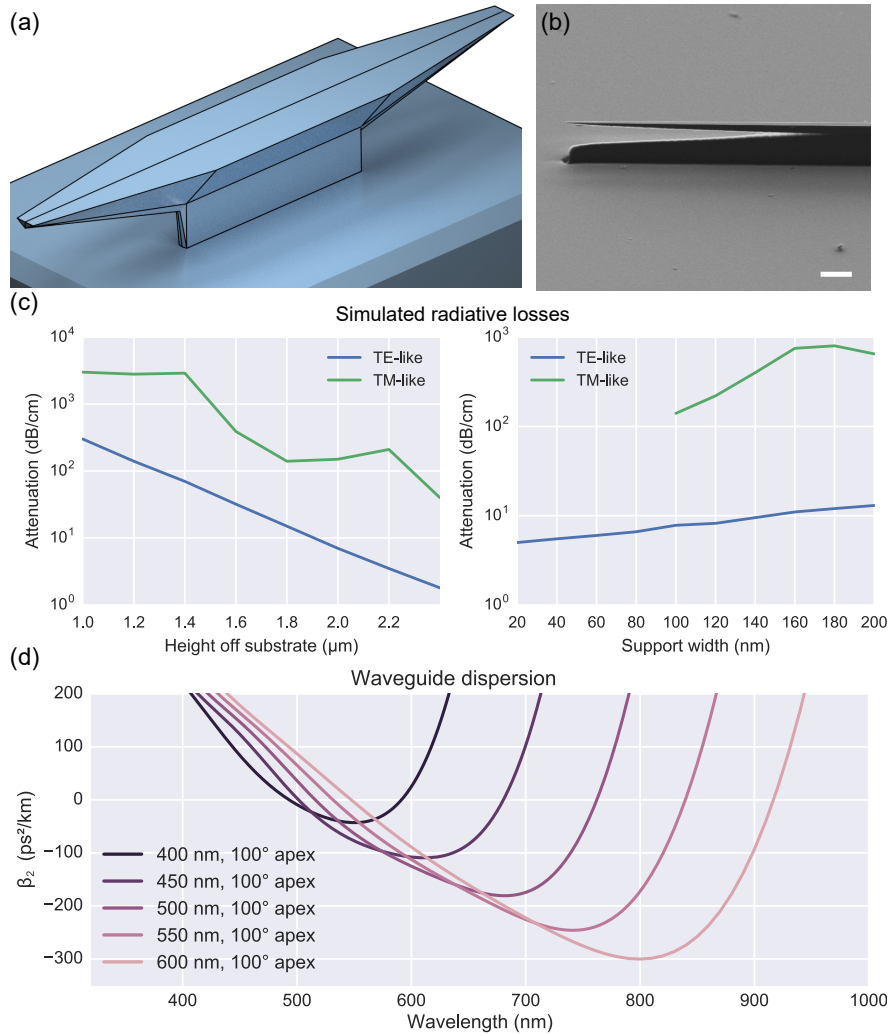 (a)
(b)
(c)
Simulated radiative losses
10⁴
10³
10²
10¹
10⁰
Attenuation (dB/cm)
TE-like
TM-like
1.0 1.2 1.4 1.6 1.8 2.0 2.2
Height off substrate (µm)
10³
10²
10¹
10⁰
Attenuation (dB/cm)
TE-like
TM-like
20 40 60 80 100 120 140 160 180 200
Support width (nm)
(d)
Waveguide dispersion
200
100
0
−100
−200
−300
β₂ (ps²/km)
400 nm, 100° apex
450 nm, 100° apex
500 nm, 100° apex
550 nm, 100° apex
600 nm, 100° apex
400 500 600 700 800 900 1000
Wavelength (nm)